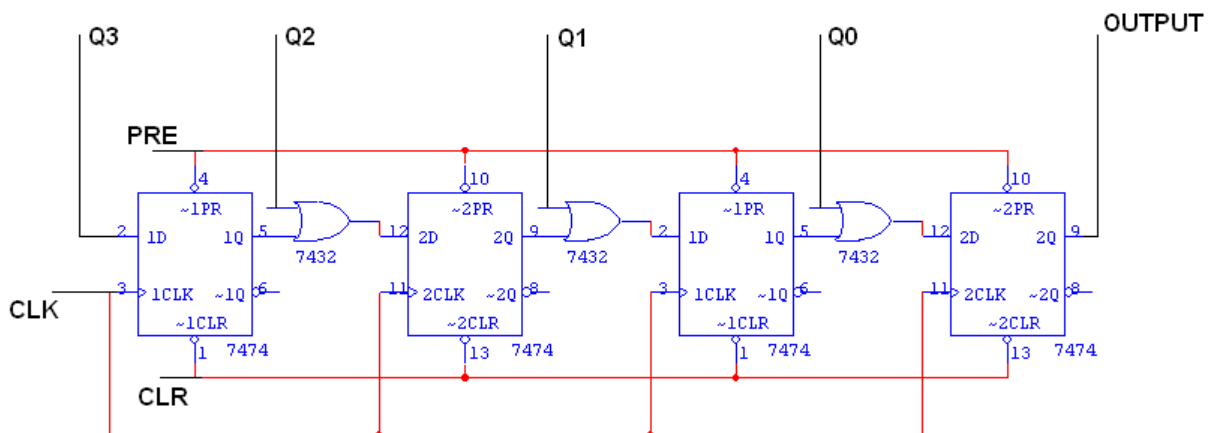 Q3
Q2
Q1
Q0
OUTPUT
PRE
4
10
4
10
~1PR
~2PR
~1PR
~2PR
2 1D 1Q 5
12 2D 2Q 9
2 1D 1Q 5
12 2D 2Q 9
7432
7432
7432
CLK
3 1CLK ~1Q 6
11 2CLK ~2Q 8
3 1CLK ~1Q 6
11 2CLK ~2Q 8
~1CLR
~2CLR
~1CLR
~2CLR
1 7474
13 7474
1 7474
13 7474
CLR